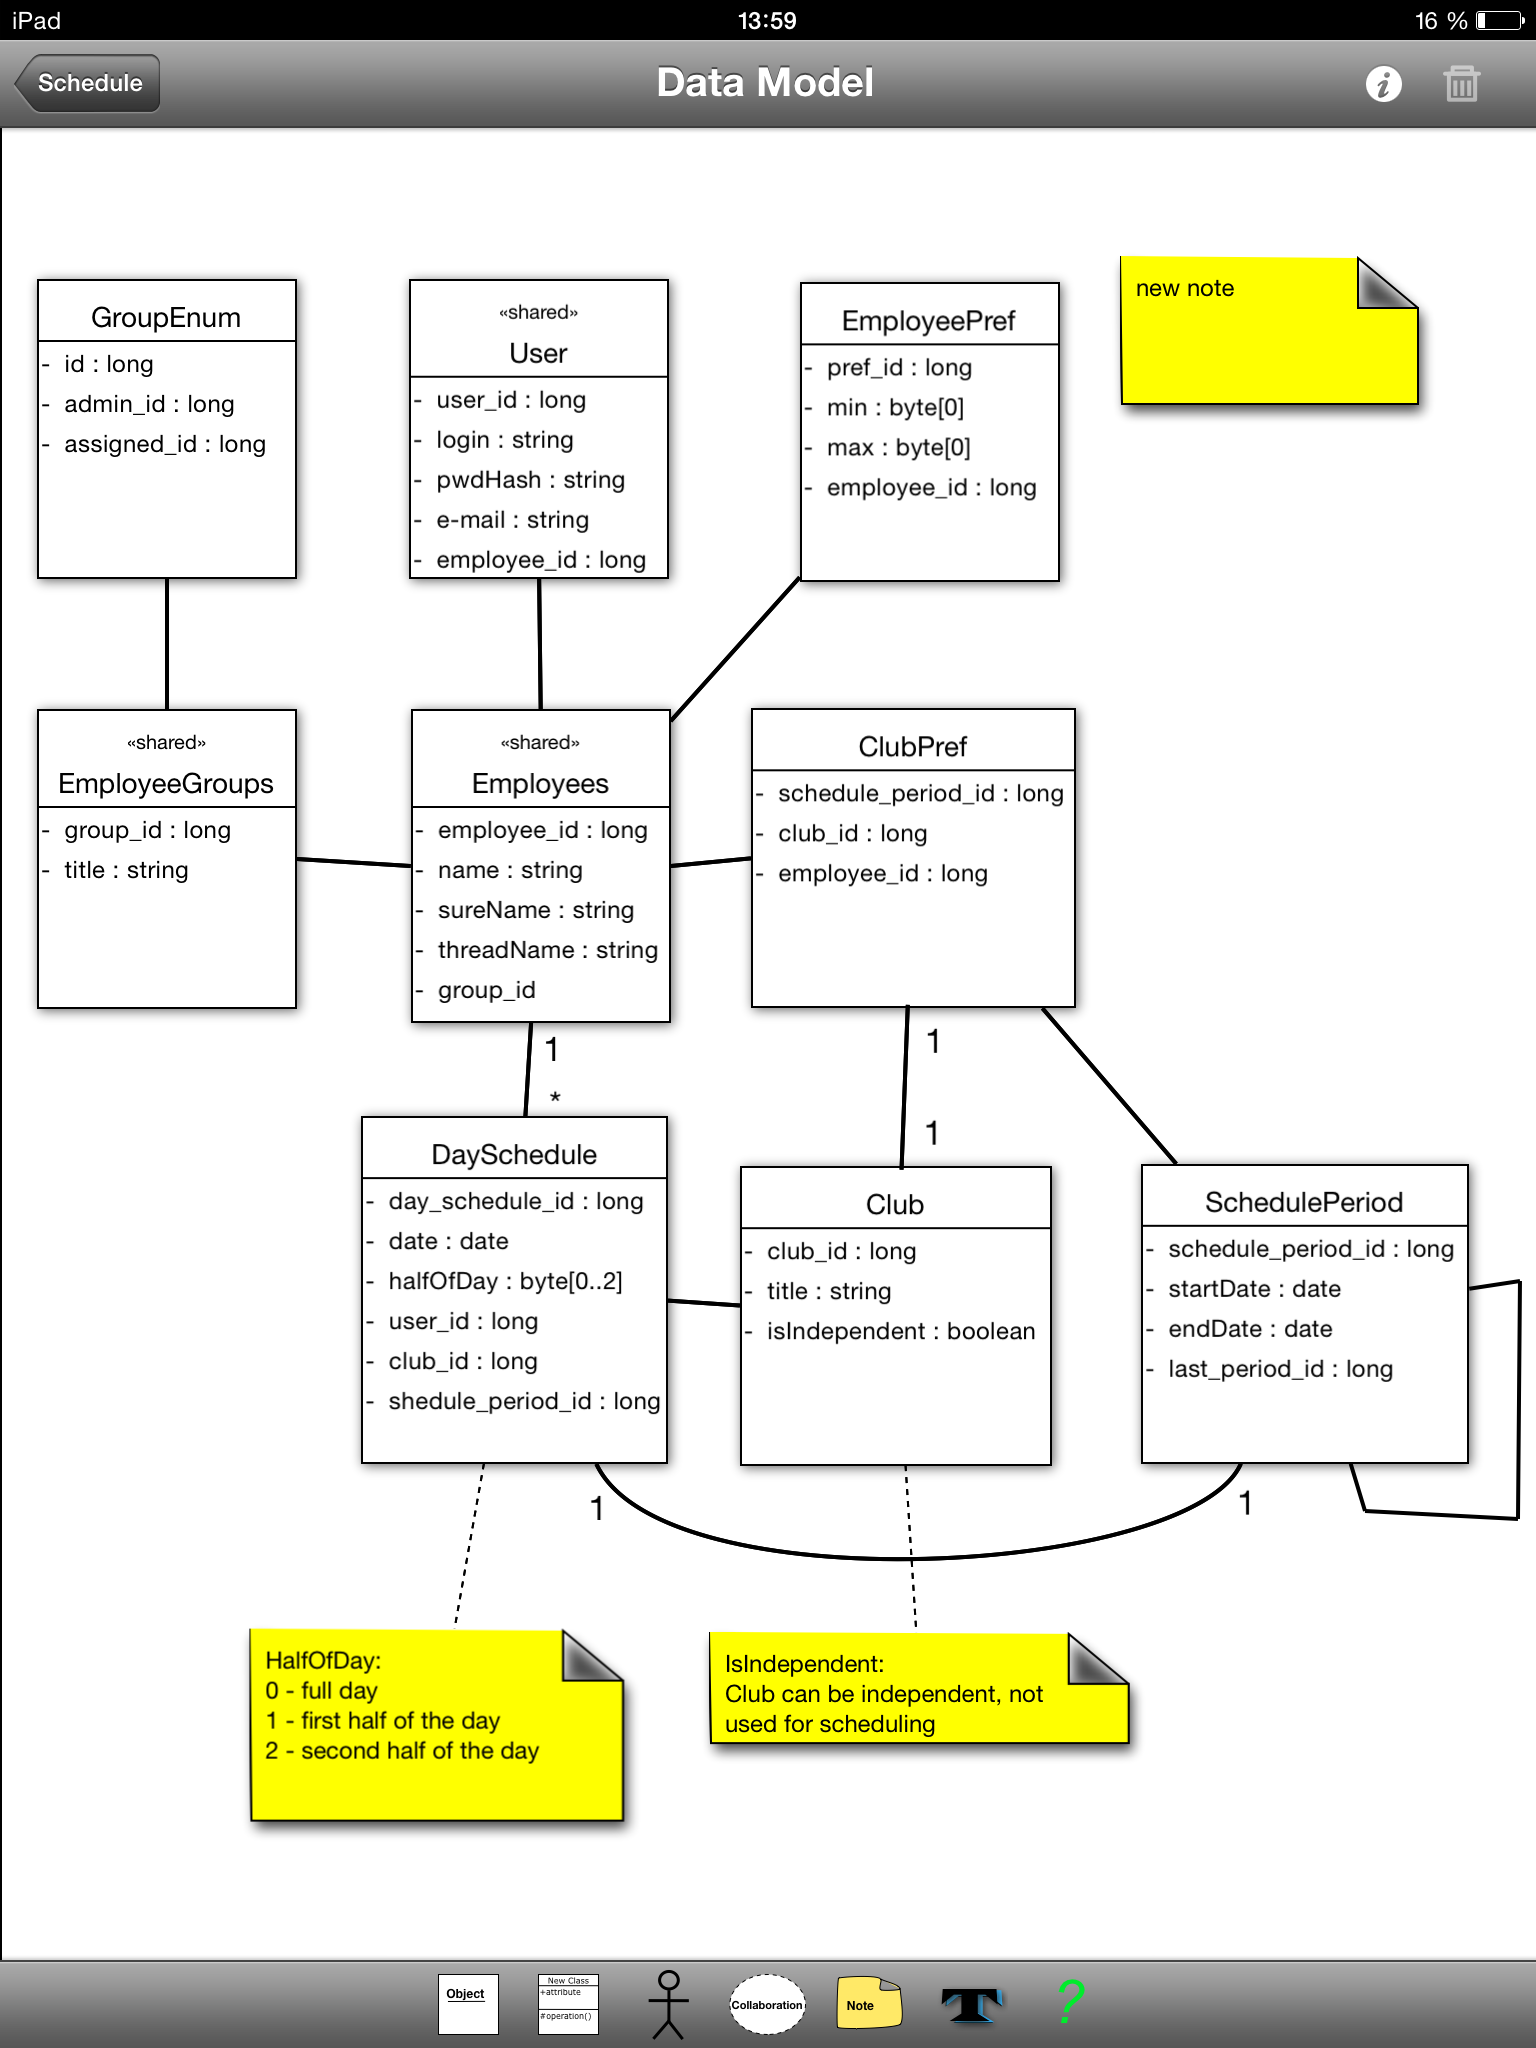 iPad
13:59
16 %
Schedule
Data Model
i
GroupEnum
- id : long
- admin_id : long
- assigned_id : long
«shared»
User
- user_id : long
- login : string
- pwdHash : string
- e-mail : string
- employee_id : long
EmployeePref
- pref_id : long
- min : byte[0]
- max : byte[0]
- employee_id : long
new note
«shared»
EmployeeGroups
- group_id : long
- title : string
«shared»
Employees
- employee_id : long
- name : string
- sureName : string
- threadName : string
- group_id
ClubPref
- schedule_period_id : long
- club_id : long
- employee_id : long
1
*
1
1
DaySchedule
- day_schedule_id : long
- date : date
- halfOfDay : byte[0..2]
- user_id : long
- club_id : long
- shedule_period_id : long
Club
- club_id : long
- title : string
- isIndependent : boolean
SchedulePeriod
- schedule_period_id : long
- startDate : date
- endDate : date
- last_period_id : long
1
1
HalfOfDay:
0 - full day
1 - first half of the day
2 - second half of the day
IsIndependent:
Club can be independent, not
used for scheduling
Object
New Class
+attribute
#operation()
Collaboration
Note
T
?